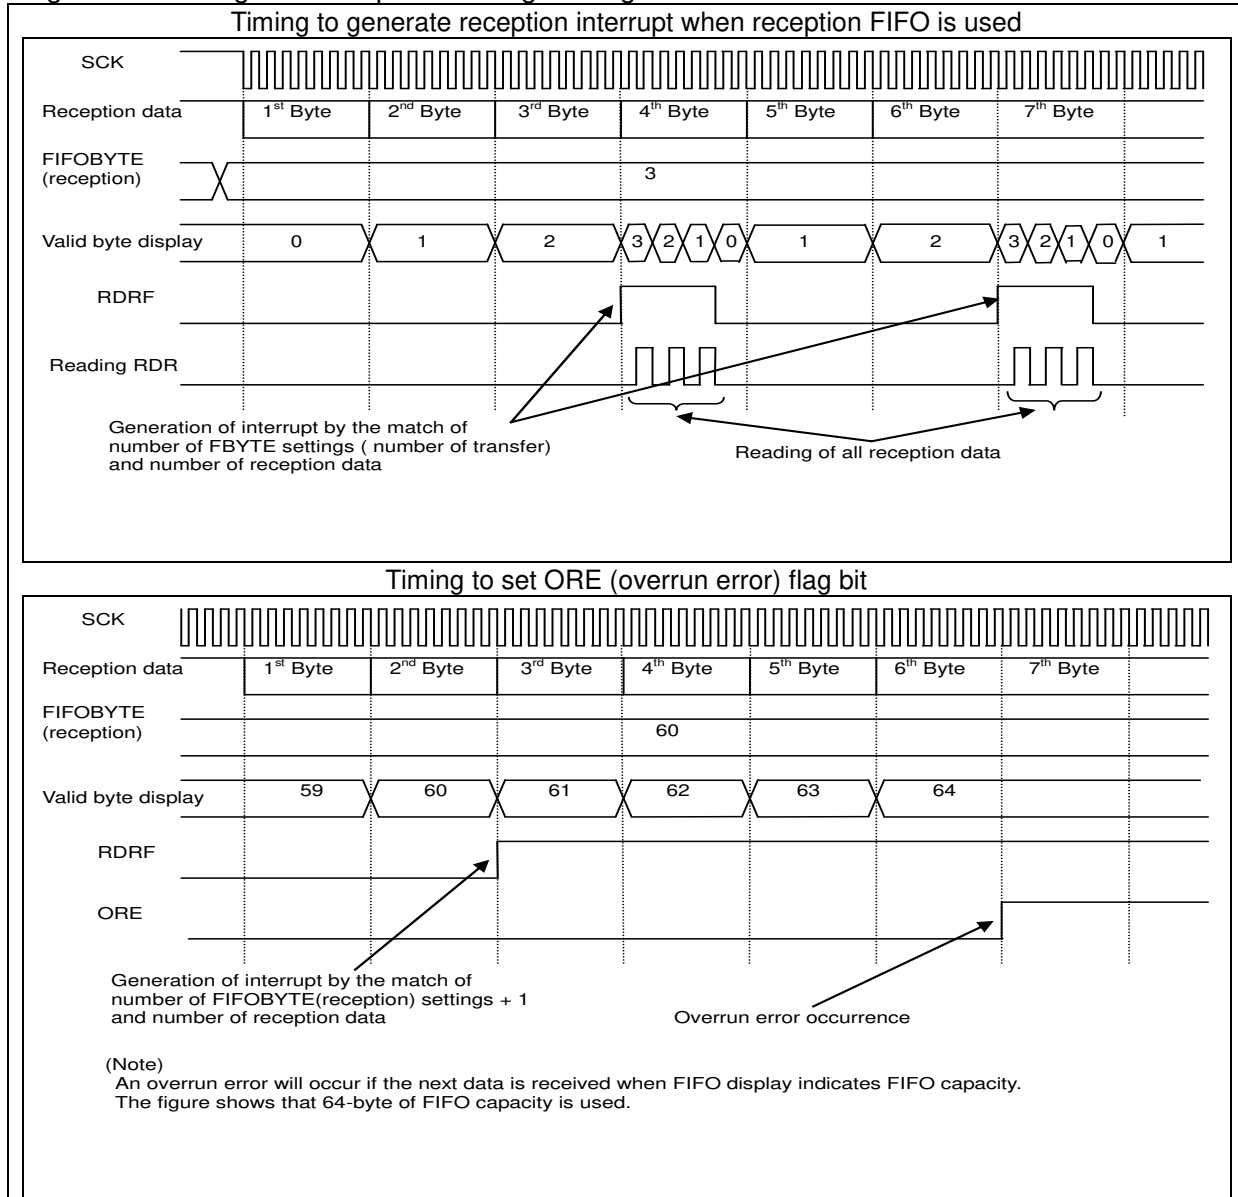 Timing to generate reception interrupt when reception FIFO is used
SCK
Reception data
1st Byte 2nd Byte 3rd Byte 4th Byte 5th Byte 6th Byte 7th Byte
FIFOBYTE
(reception)
3
Valid byte display
0 1 2 3 2 1 0 1 2 3 2 1 0 1
RDRF
Reading RDR
Generation of interrupt by the match of
number of FBYTE settings ( number of transfer)
and number of reception data
Reading of all reception data
Timing to set ORE (overrun error) flag bit
SCK
Reception data
1st Byte 2nd Byte 3rd Byte 4th Byte 5th Byte 6th Byte 7th Byte
FIFOBYTE
(reception)
60
Valid byte display
59 60 61 62 63 64
RDRF
ORE
Generation of interrupt by the match of
number of FIFOBYTE(reception) settings + 1
and number of reception data
Overrun error occurrence
(Note)
An overrun error will occur if the next data is received when FIFO display indicates FIFO capacity.
The figure shows that 64-byte of FIFO capacity is used.